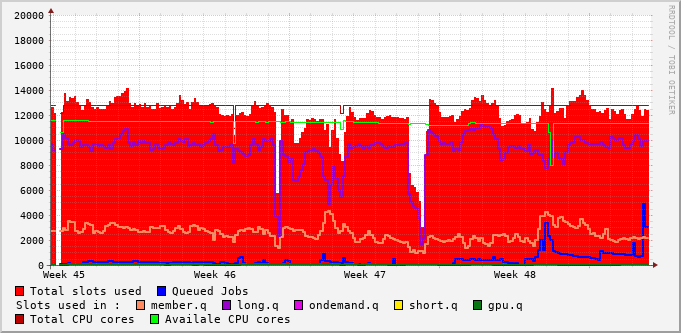 20000
18000
16000
14000
12000
10000
8000
6000
4000
2000
0
Week 45 Week 46 Week 47 Week 48
RRDTOOL / TOBI OETIKER
Total slots used Queued Jobs
Slots used in : member.q long.q ondemand.q short.q gpu.q
Total CPU cores Availale CPU cores